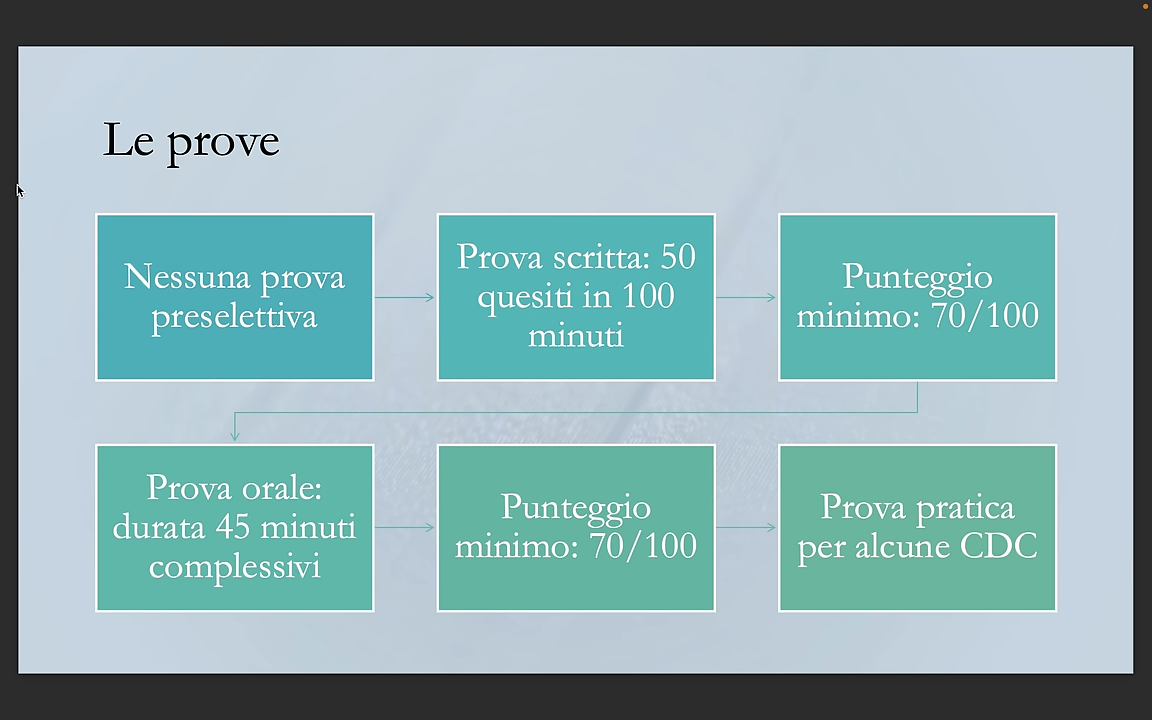 Le prove
Nessuna prova
preselettiva
Prova scritta: 50
quesiti in 100
minuti
Punteggio
minimo: 70/100
Prova orale:
durata 45 minuti
complessivi
Punteggio
minimo: 70/100
Prova pratica
per alcune CDC